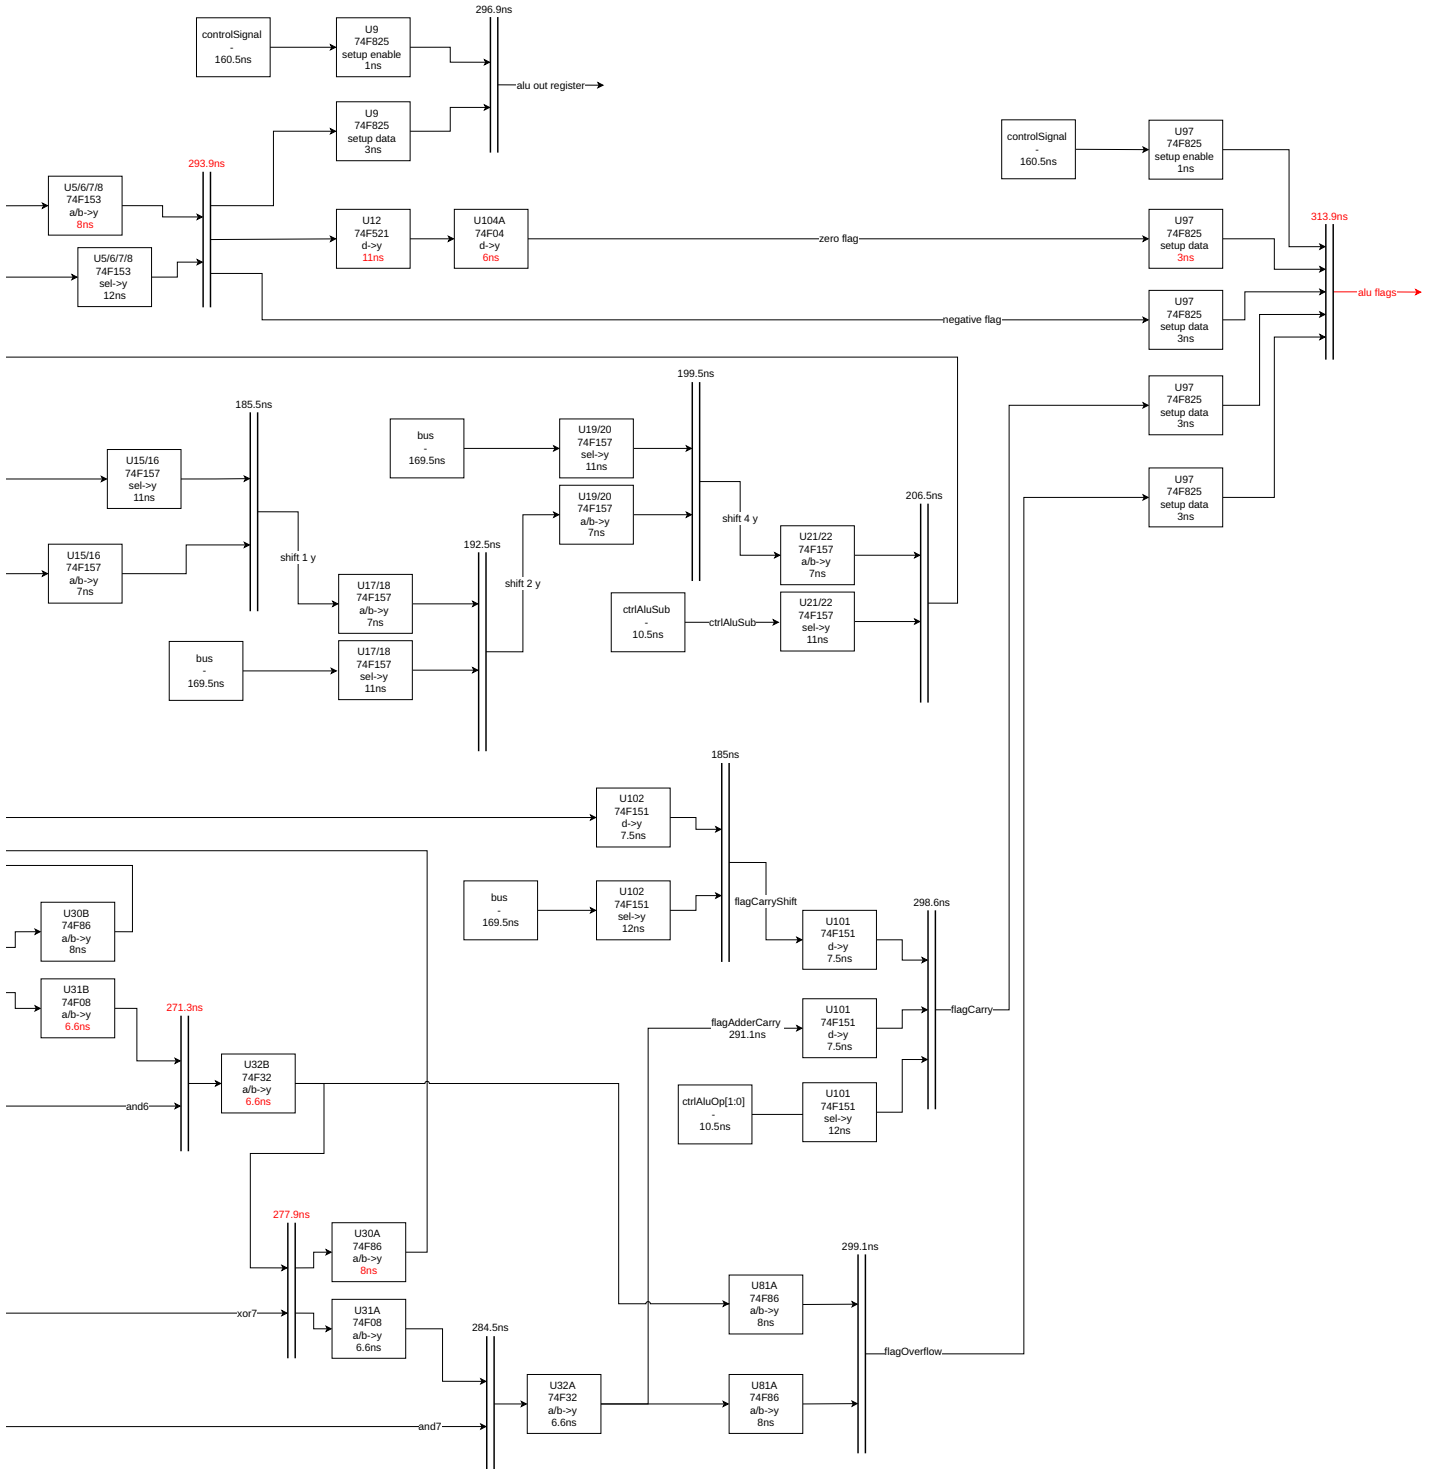 296.9ns
controlSignal
-
160.5ns
U9
74F825
setup enable
1ns
alu out register
U9
74F825
setup data
3ns
controlSignal
-
160.5ns
U97
74F825
setup enable
1ns
293.9ns
U5/6/7/8
74F153
a/b->y
8ns
U12
74F521
d->y
11ns
U104A
74F04
d->y
6ns
zero flag
U97
74F825
setup data
3ns
313.9ns
U5/6/7/8
74F153
sel->y
12ns
alu flags
negative flag
U97
74F825
setup data
3ns
199.5ns
185.5ns
U97
74F825
setup data
3ns
bus
-
169.5ns
U19/20
74F157
sel->y
11ns
U15/16
74F157
sel->y
11ns
U97
74F825
setup data
3ns
U19/20
74F157
a/b->y
7ns
206.5ns
shift 4 y
U21/22
74F157
a/b->y
7ns
192.5ns
U15/16
74F157
a/b->y
7ns
shift 1 y
shift 2 y
U17/18
74F157
a/b->y
7ns
ctrlAluSub
-
10.5ns
ctrlAluSub
U21/22
74F157
sel->y
11ns
bus
-
169.5ns
U17/18
74F157
sel->y
11ns
185ns
U102
74F151
d->y
7.5ns
bus
-
169.5ns
U102
74F151
sel->y
12ns
flagCarryShift
298.6ns
U30B
74F86
a/b->y
8ns
U101
74F151
d->y
7.5ns
U31B
74F08
a/b->y
6.6ns
271.3ns
flagCarry
flagAdderCarry
291.1ns
U101
74F151
d->y
7.5ns
U32B
74F32
a/b->y
6.6ns
and6
ctrlAluOp[1:0]
-
10.5ns
U101
74F151
sel->y
12ns
277.9ns
U30A
74F86
a/b->y
8ns
299.1ns
xor7
U31A
74F08
a/b->y
6.6ns
U81A
74F86
a/b->y
8ns
284.5ns
flagOverflow
U32A
74F32
a/b->y
6.6ns
U81A
74F86
a/b->y
8ns
and7